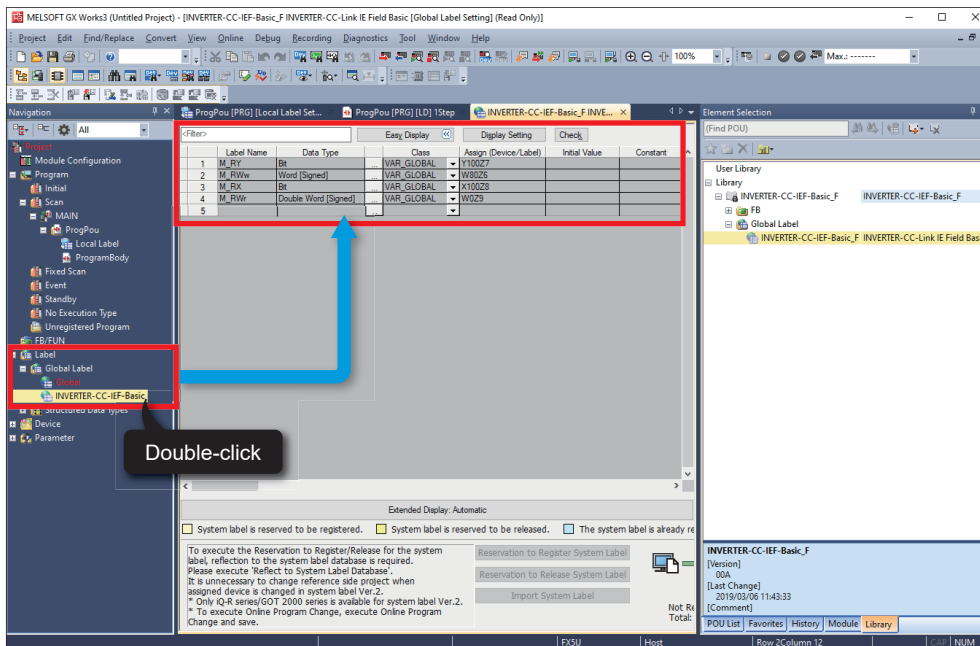 MELSOFT GX Works3 (Untitled Project) - [INVERTER-CC-IEF-Basic_F INVERTER-CC-Link IE Field Basic [Global Label Setting] (Read Only)]
Project Edit Find/Replace Convert View Online Debug Recording Diagnostics Tool Window Help
100% Max.: -------
Navigation
All
Project
Module Configuration
Program
Initial
Scan
MAIN
ProgPou
Local Label
ProgramBody
Fixed Scan
Event
Standby
No Execution Type
Unregistered Program
FB/FUN
Label
Global Label
Global
INVERTER-CC-IEF-Basic_
Structured Data Types
Device
Parameter
Double-click
ProgPou [PRG] [Local Label Set... ProgPou [PRG] [LD] 1Step INVERTER-CC-IEF-Basic_F INVE...
<Filter> Easy Display Display Setting Check
Label Name Data Type Class Assign (Device/Label) Initial Value Constant
1 M_RY Bit ... VAR_GLOBAL Y100Z7
2 M_RWw Word [Signed] ... VAR_GLOBAL W80Z6
3 M_RX Bit ... VAR_GLOBAL X100Z8
4 M_RWr Double Word [Signed] ... VAR_GLOBAL W0Z9
5 ...
Extended Display: Automatic
System label is reserved to be registered. System label is reserved to be released. The system label is already re
To execute the Reservation to Register/Release for the system
label, reflection to the system label database is required.
Please execute 'Reflect to System Label Database'.
It is unnecessary to change reference side project when
assigned device is changed in system label Ver.2.
* Only iQ-R series/GOT 2000 series is available for system label Ver.2.
* To execute Online Program Change, execute Online Program
Change and save.
Reservation to Register System Label
Reservation to Release System Label
Import System Label
Not Re
Total:
Element Selection
(Find POU)
User Library
Library
INVERTER-CC-IEF-Basic_F INVERTER-CC-IEF-Basic_F
FB
Global Label
INVERTER-CC-IEF-Basic_F INVERTER-CC-Link IE Field Bas
INVERTER-CC-IEF-Basic_F
[Version]
00A
[Last Change]
2019/03/06 11:43:33
[Comment]
POU List Favorites History Module Library
FX5U Host Row 2Column 12 CAP NUM